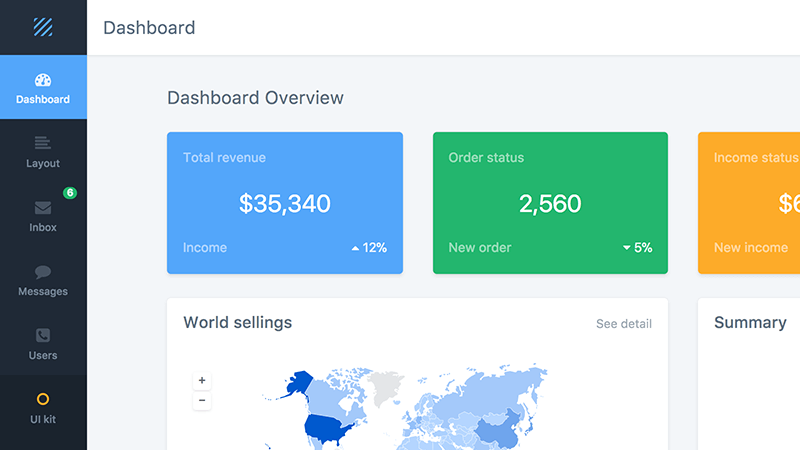 Dashboard
Dashboard
Layout
6
Inbox
Messages
Users
UI kit
Dashboard Overview
Total revenue
$35,340
Income 12%
Order status
2,560
New order 5%
Income status
New income
World sellings
See detail
+
−
Summary